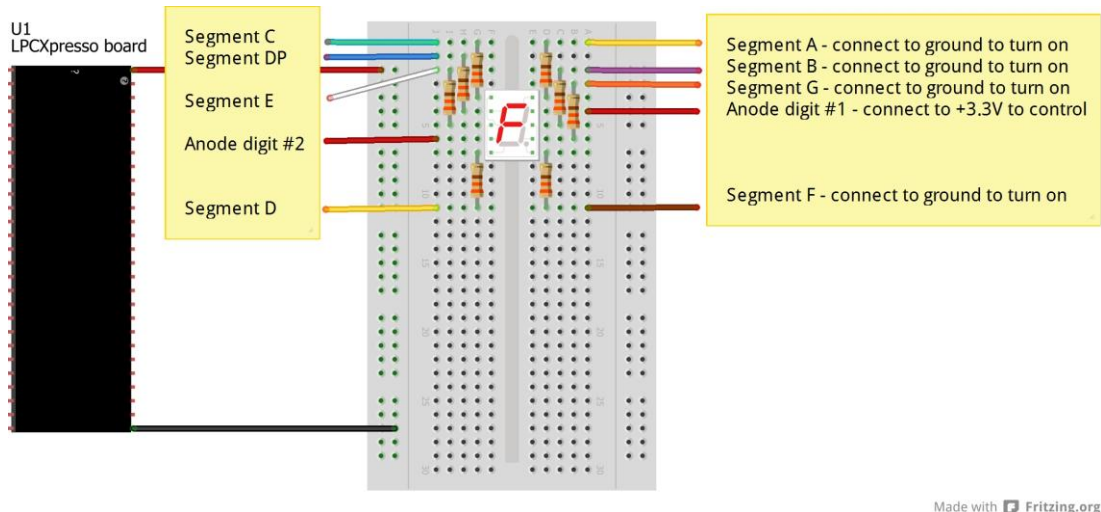 U1
LPCXpresso board
Segment C
Segment DP
Segment E
Anode digit #2
Segment D
Segment A - connect to ground to turn on
Segment B - connect to ground to turn on
Segment G - connect to ground to turn on
Anode digit #1 - connect to +3.3V to control
Segment F - connect to ground to turn on
Made with Fritzing.org